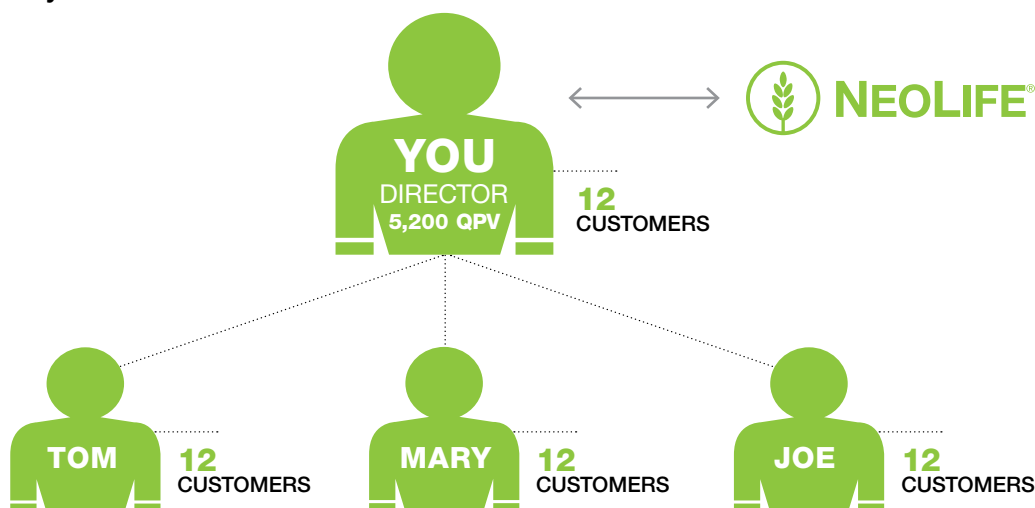 NEOLIFE®
YOU
DIRECTOR
5,200 QPV
12
CUSTOMERS
TOM
12
CUSTOMERS
MARY
12
CUSTOMERS
JOE
12
CUSTOMERS